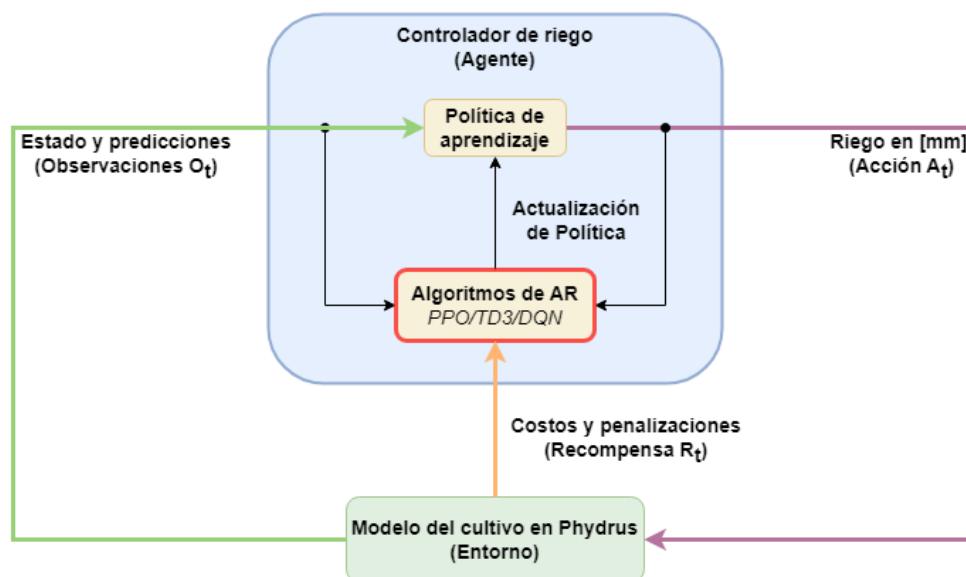 Controlador de riego
(Agente)
Política de
aprendizaje
Estado y predicciones
(Observaciones Ot)
Riego en [mm]
(Acción At)
Actualización
de Política
Algoritmos de AR
PPO/TD3/DQN
Costos y penalizaciones
(Recompensa Rt)
Modelo del cultivo en Phydrus
(Entorno)